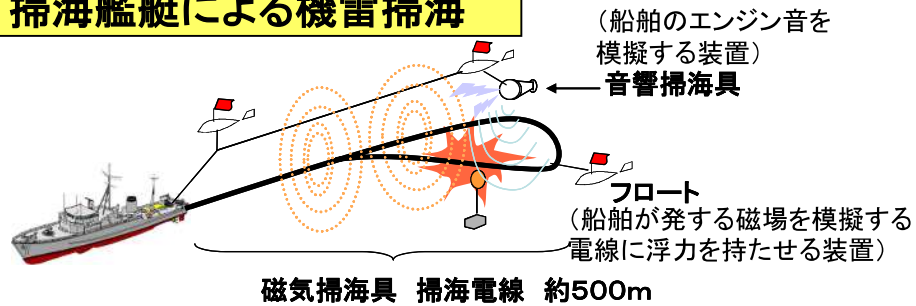 掃海艦艇による機雷掃海
（船舶のエンジン音を
模擬する装置）
音響掃海具
フロート
（船舶が発する磁場を模擬する
電線に浮力を持たせる装置）
磁気掃海具　掃海電線　約500m